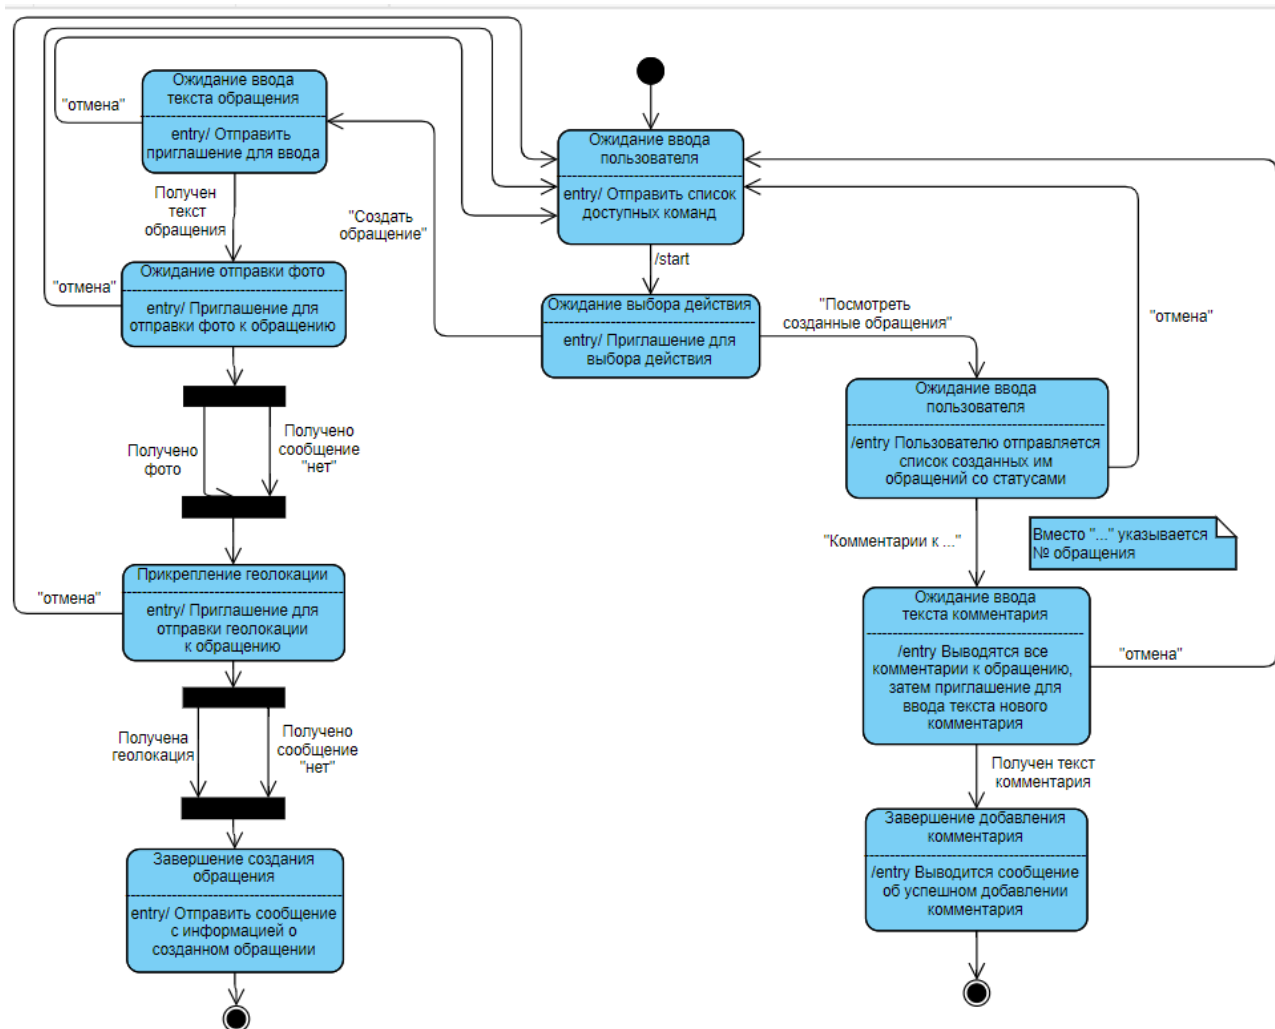 Ожидание ввода
текста обращения
entry/ Отправить
приглашение для ввода
"отмена"
Получен
текст
обращения
Ожидание отправки фото
entry/ Приглашение для
отправки фото к обращению
"отмена"
Получено
фото
Получено
сообщение
"нет"
Прикрепление геолокации
entry/ Приглашение для
отправки геолокации
к обращению
"отмена"
Получена
геолокация
Получено
сообщение
"нет"
Завершение создания
обращения
entry/ Отправить сообщение
с информацией о
созданном обращении
Ожидание ввода
пользователя
entry/ Отправить список
доступных команд
/start
"Создать
обращение"
Ожидание выбора действия
entry/ Приглашение для
выбора действия
"Посмотреть
созданные обращения"
"отмена"
Ожидание ввода
пользователя
/entry Пользователю отправляется
список созданных им
обращений со статусами
"Комментарии к ..."
Вместо "..." указывается
№ обращения
Ожидание ввода
текста комментария
/entry Выводятся все
комментарии к обращению,
затем приглашение для
ввода текста нового
комментария
"отмена"
Получен текст
комментария
Завершение добавления
комментария
/entry Выводится сообщение
об успешном добавлении
комментария